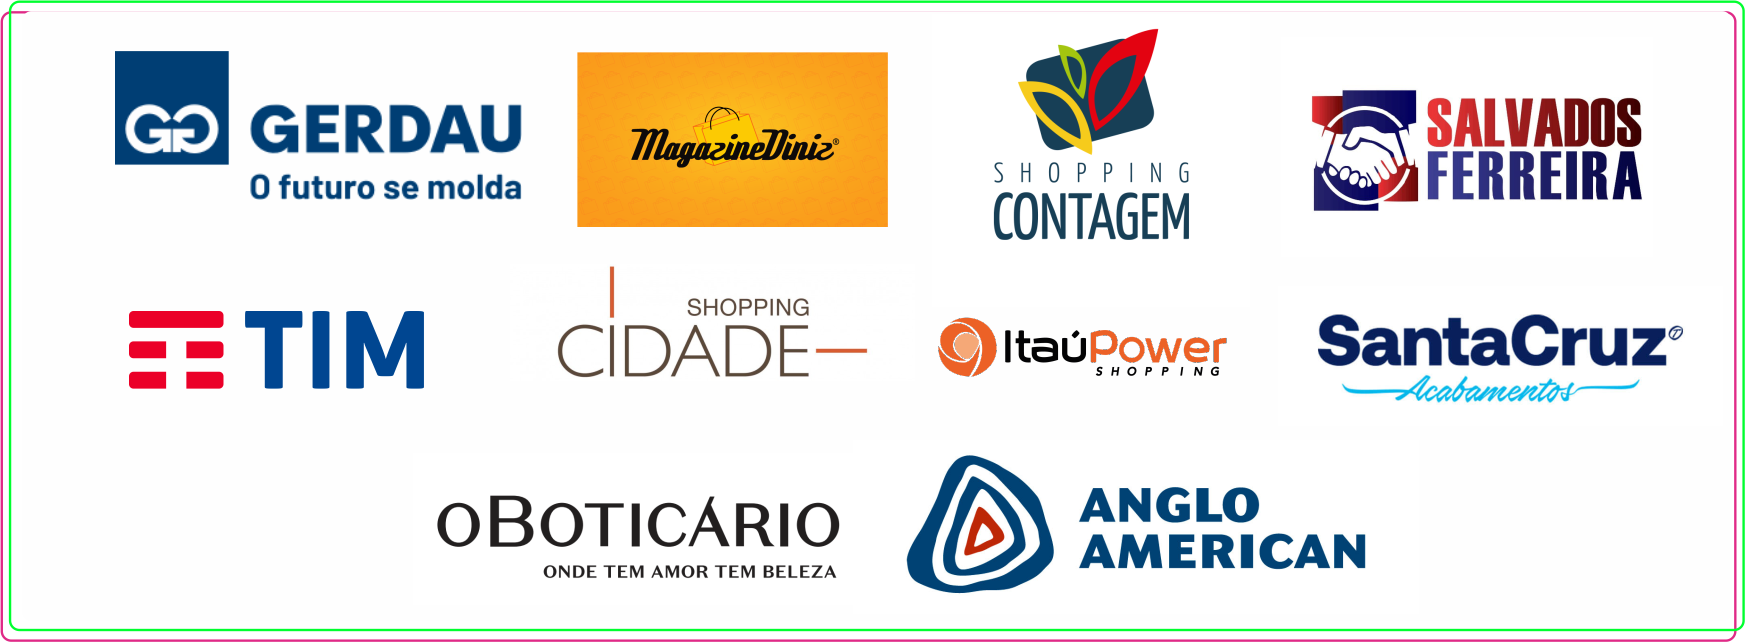 GERDAU
O futuro se molda
MagazineDiniz®
SHOPPING
CONTAGEM
SALVADOS
FERREIRA
TIM
SHOPPING
CIDADE
ItaúPower
SHOPPING
SantaCruz
Acabamentos
oBoticário
ONDE TEM AMOR TEM BELEZA
ANGLO
AMERICAN